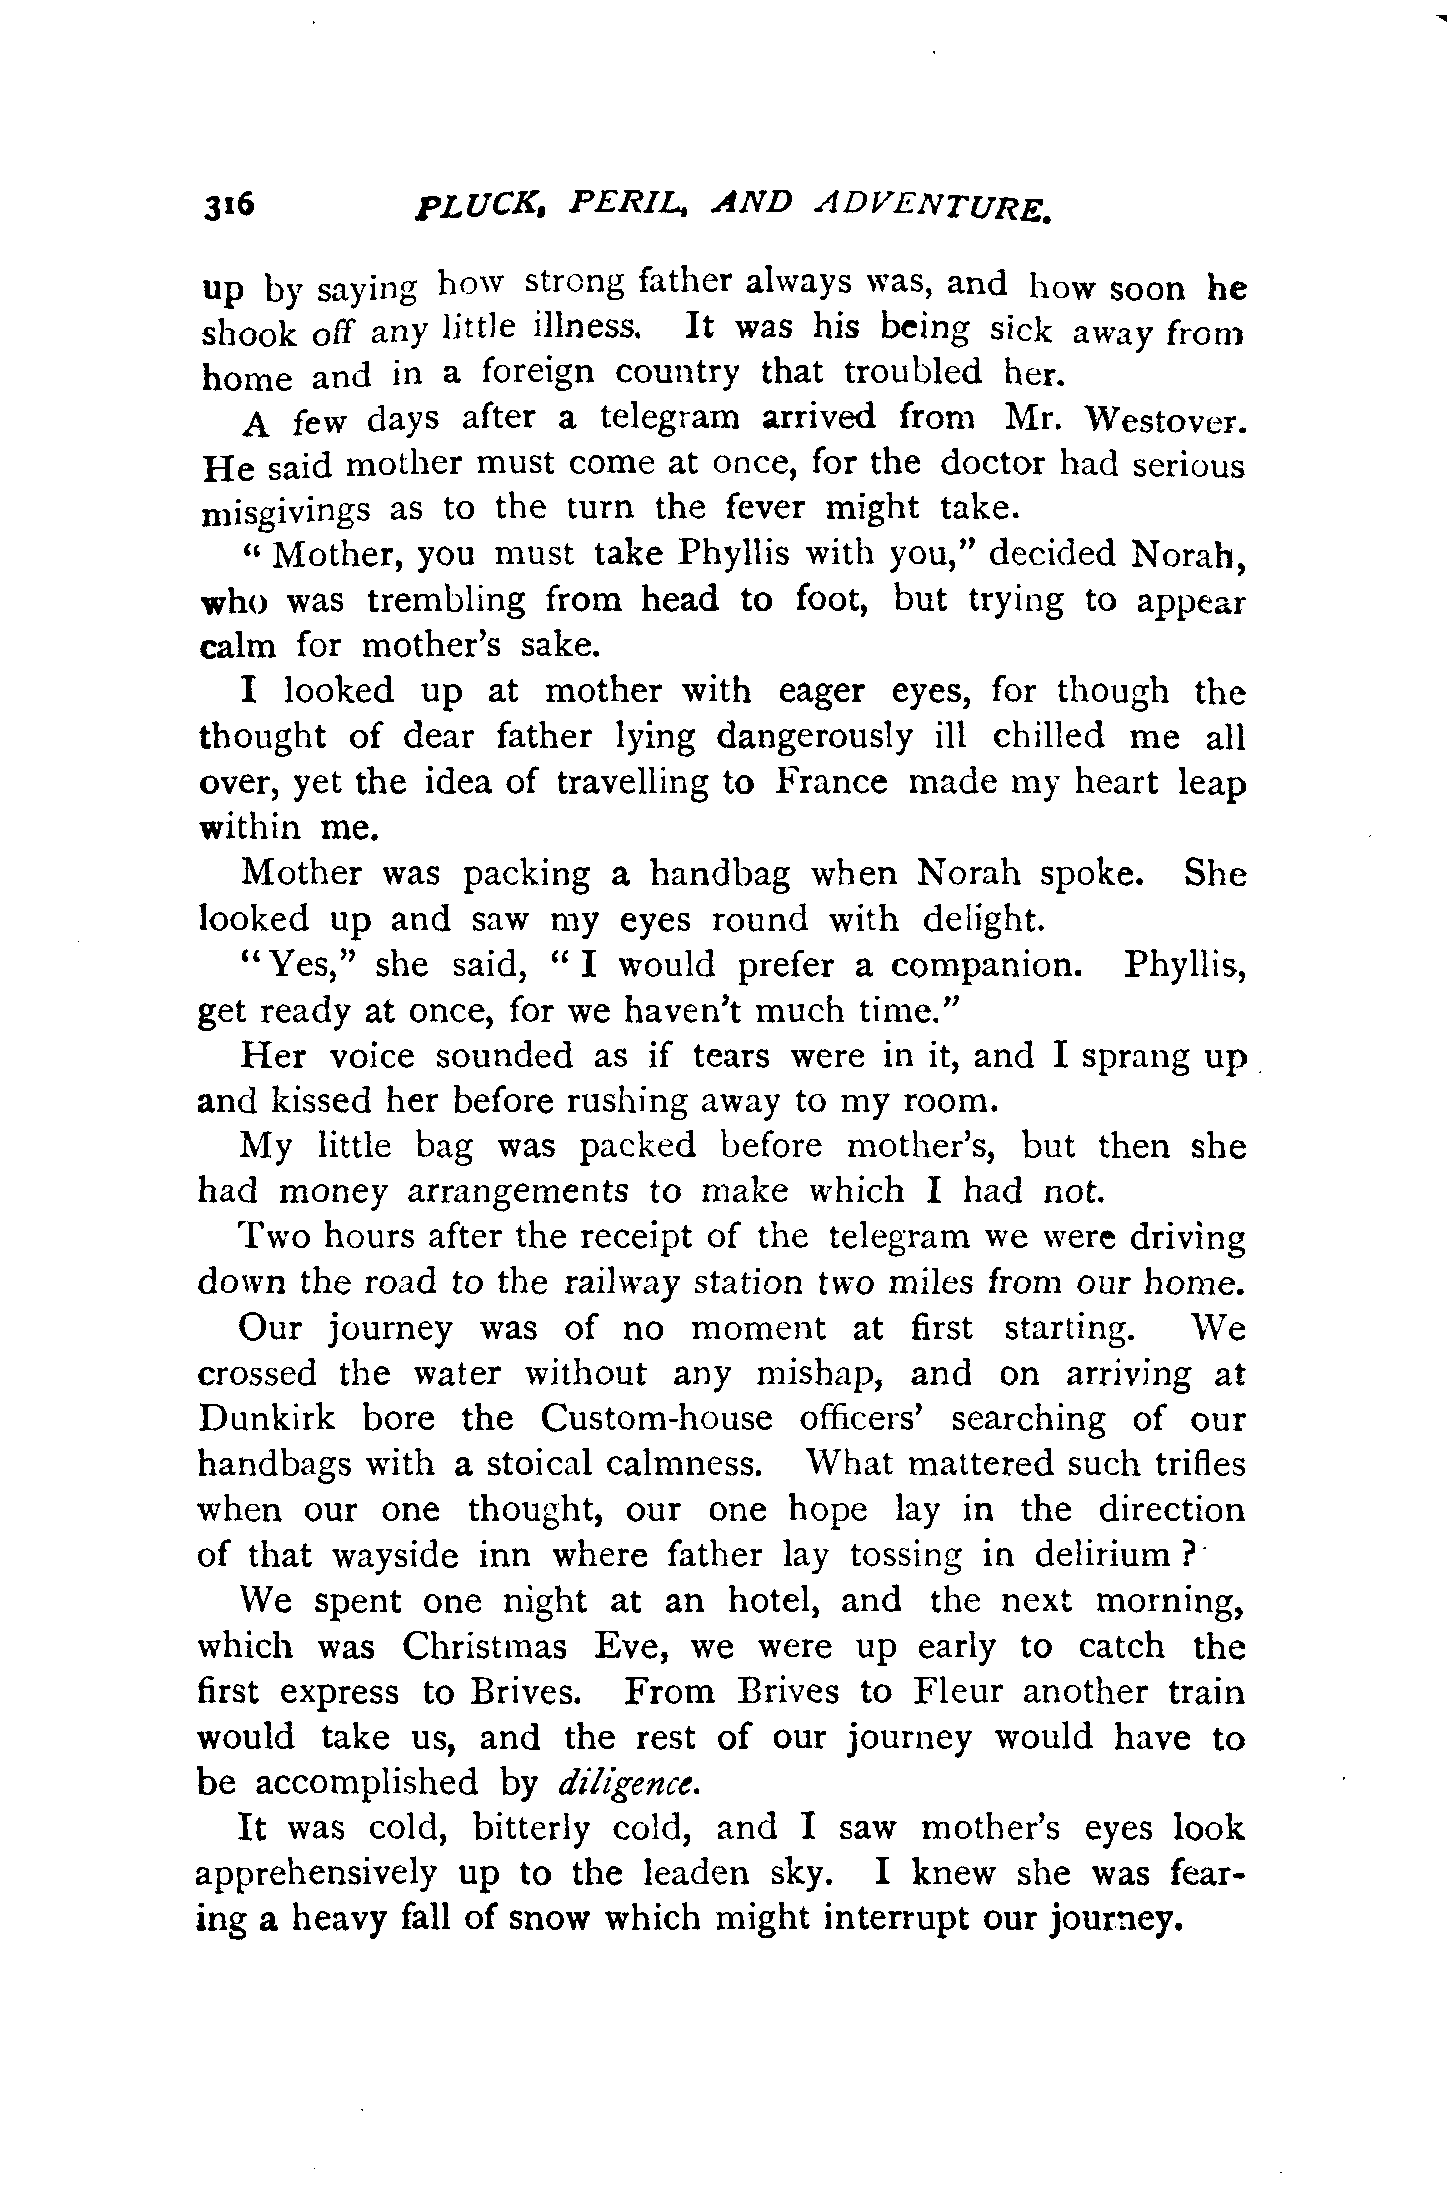 316 PLUCK, PERIL, AND ADVENTURE.
up by saying how strong father always was, and how soon he
shook off any little illness. It was his being sick away from
home and in a foreign country that troubled her.
A few days after a telegram arrived from Mr. Westover.
He said mother must come at once, for the doctor had serious
misgivings as to the turn the fever might take.
“ Mother, you must take Phyllis with you,” decided Norah,
who was trembling from head to foot, but trying to appear
calm for mother’s sake.
I looked up at mother with eager eyes, for though the
thought of dear father lying dangerously ill chilled me all
over, yet the idea of travelling to France made my heart leap
within me.
Mother was packing a handbag when Norah spoke. She
looked up and saw my eyes round with delight.
“Yes,” she said, “ I would prefer a companion. Phyllis,
get ready at once, for we haven’t much time.”
Her voice sounded as if tears were in it, and I sprang up
and kissed her before rushing away to my room.
My little bag was packed before mother’s, but then she
had money arrangements to make which I had not.
Two hours after the receipt of the telegram we were driving
down the road to the railway station two miles from our home.
Our journey was of no moment at first starting. We
crossed the water without any mishap, and on arriving at
Dunkirk bore the Custom-house officers’ searching of our
handbags with a stoical calmness. What mattered such trifles
when our one thought, our one hope lay in the direction
of that wayside inn where father lay tossing in delirium ?
We spent one night at an hotel, and the next morning,
which was Christmas Eve, we were up early to catch the
first express to Brives. From Brives to Fleur another train
would take us, and the rest of our journey would have to
be accomplished by diligence.
It was cold, bitterly cold, and I saw mother’s eyes look
apprehensively up to the leaden sky. I knew she was fear-
ing a heavy fall of snow which might interrupt our journey.